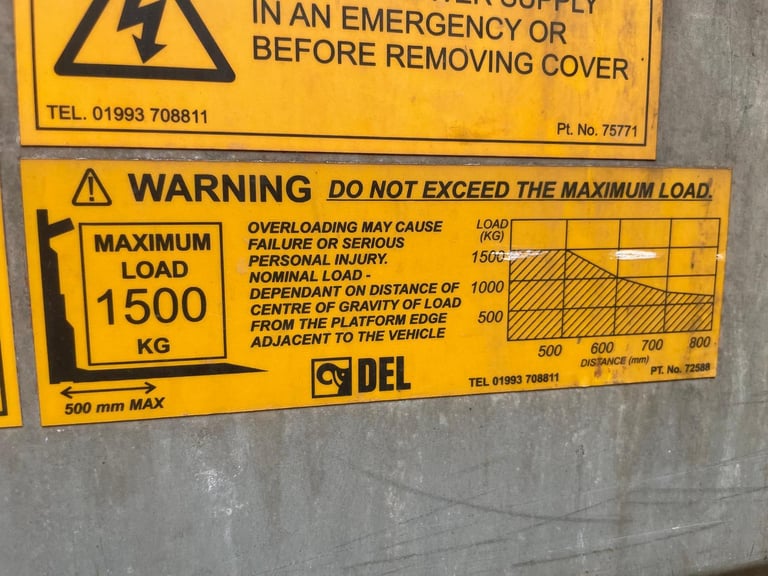 SUPPLY
IN AN EMERGENCY OR
BEFORE REMOVING COVER
TEL. 01993 708811
Pt. No. 75771
WARNING DO NOT EXCEED THE MAXIMUM LOAD.
MAXIMUM
LOAD
1500
KG
500 mm MAX
OVERLOADING MAY CAUSE
FAILURE OR SERIOUS
PERSONAL INJURY.
NOMINAL LOAD -
DEPENDANT ON DISTANCE OF
CENTRE OF GRAVITY OF LOAD
FROM THE PLATFORM EDGE
ADJACENT TO THE VEHICLE
DEL
LOAD
(KG)
1500
1000
500
500 600 700 800
DISTANCE (mm)
TEL 01993 708811
PT. No. 72588